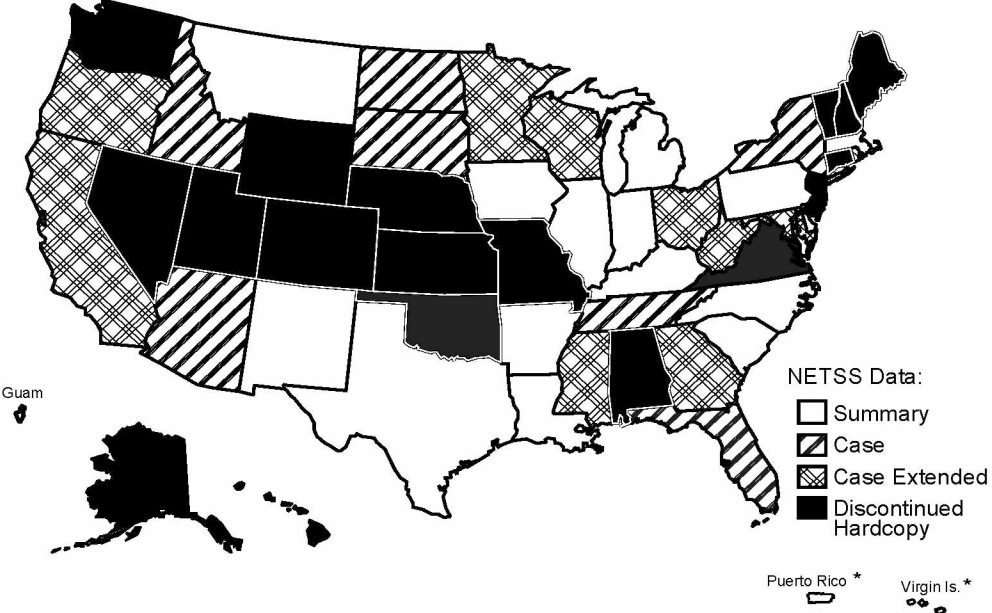 Guam
NETSS Data:
Summary
Case
Case Extended
Discontinued
Hardcopy
Puerto Rico *
Virgin Is. *